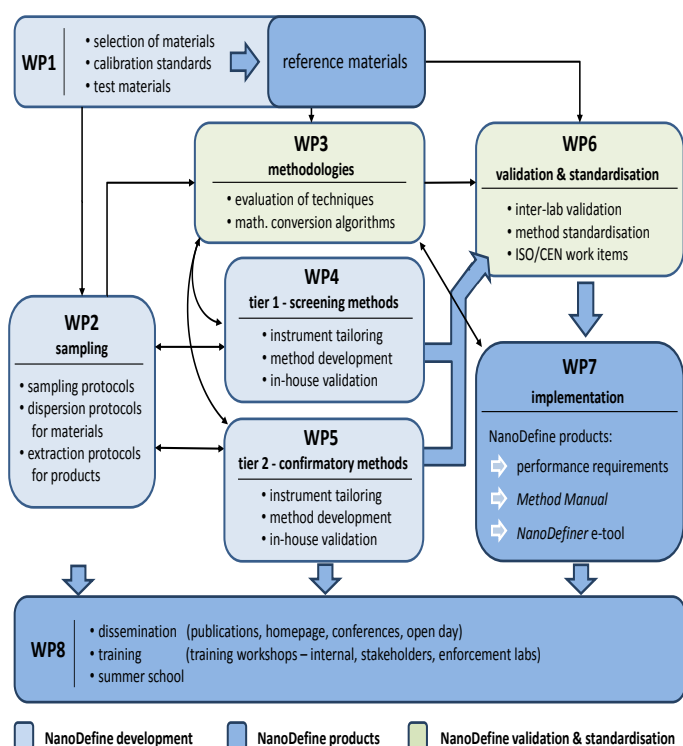 WP1
• selection of materials
• calibration standards
• test materials
reference materials
WP3
methodologies
• evaluation of techniques
• math. conversion algorithms
WP6
validation & standardisation
• inter-lab validation
• method standardisation
• ISO/CEN work items
WP4
tier 1 - screening methods
• instrument tailoring
• method development
• in-house validation
WP2
sampling
• sampling protocols
• dispersion protocols
for materials
• extraction protocols
for products
WP5
tier 2 - confirmatory methods
• instrument tailoring
• method development
• in-house validation
WP7
implementation
NanoDefine products:
performance requirements
Method Manual
NanoDefiner e-tool
WP8
• dissemination (publications, homepage, conferences, open day)
• training (training workshops – internal, stakeholders, enforcement labs)
• summer school
NanoDefine development
NanoDefine products
NanoDefine validation & standardisation